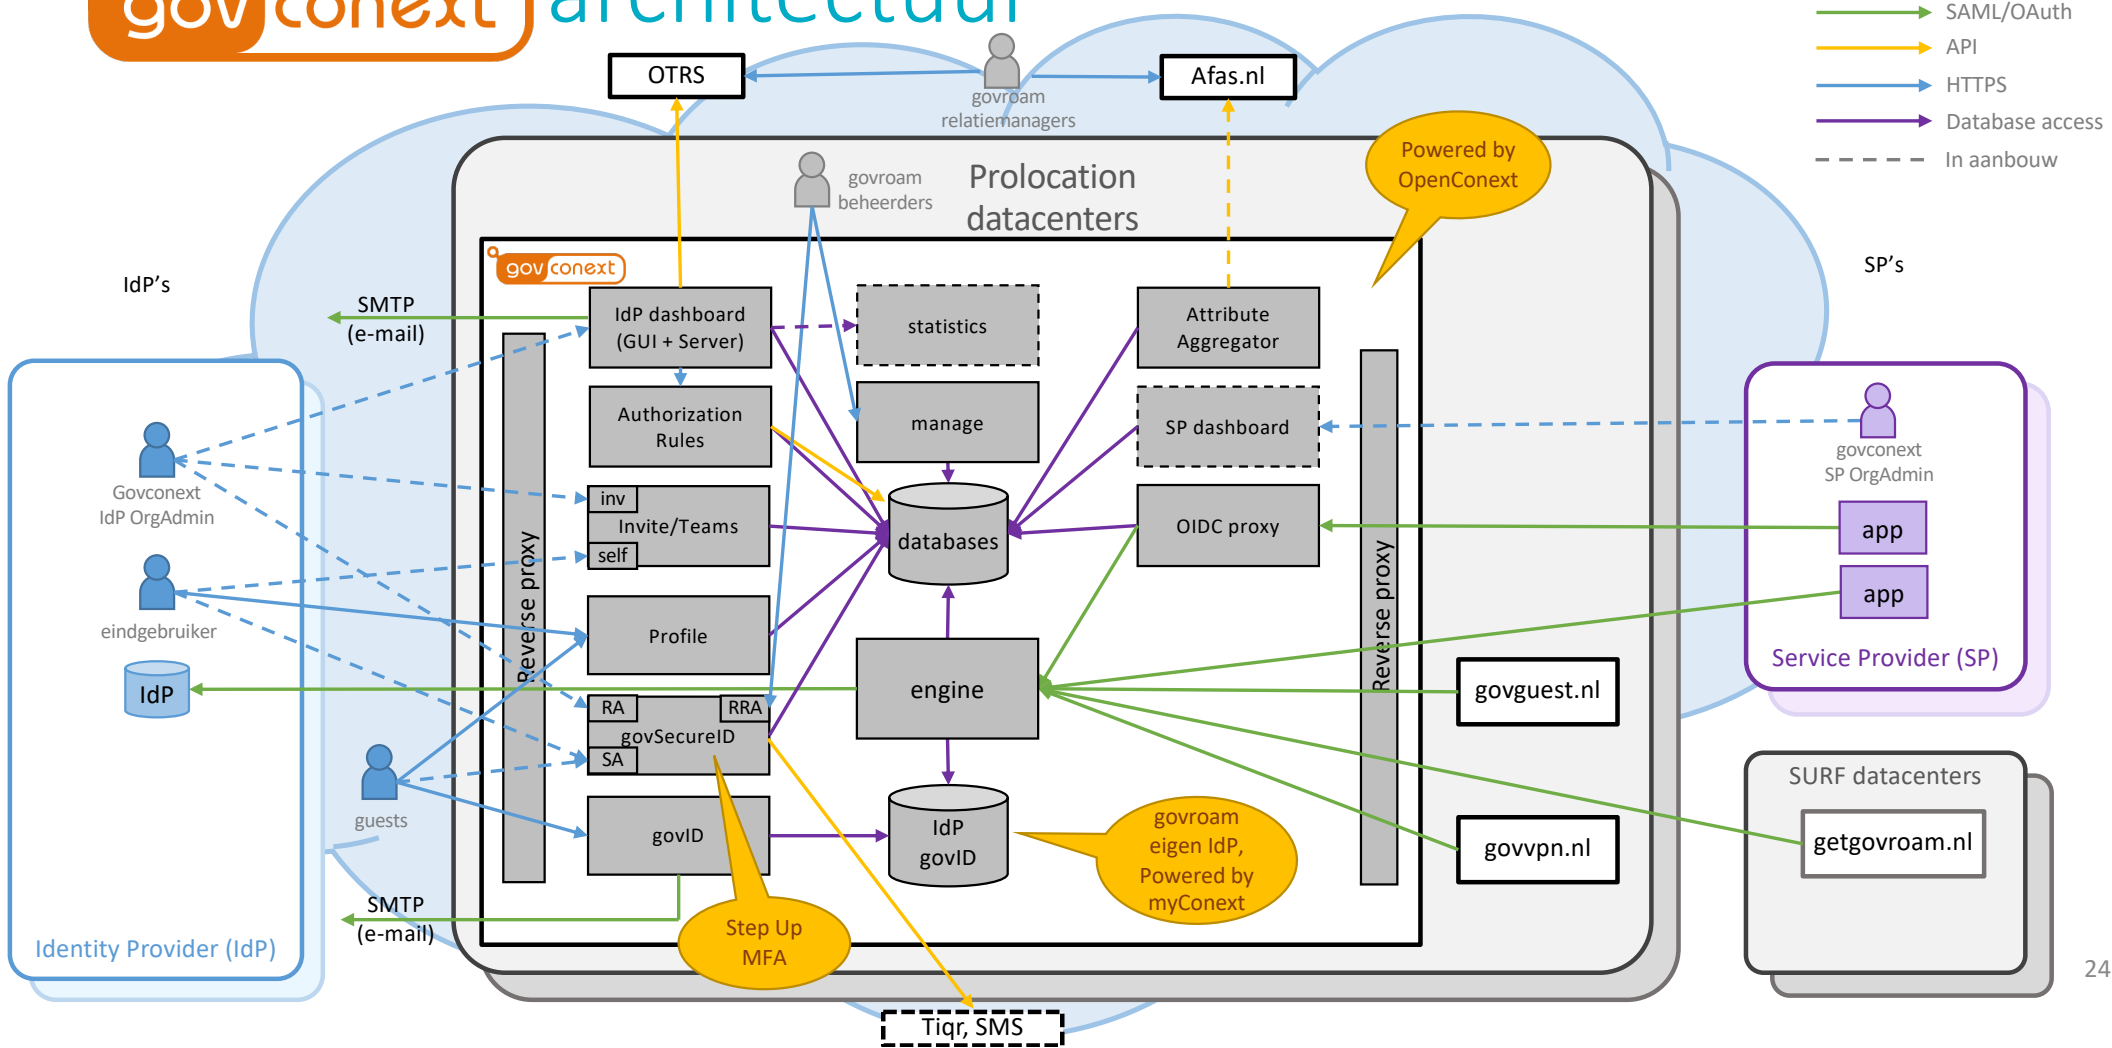 gov conext architectuur
SAML/OAuth
API
HTTPS
Database access
In aanbouw
OTRS
govroam
relatiemanagers
Afas.nl
Powered by
OpenConext
govroam
beheerders
Prolocation
datacenters
gov conext
IdP's
SP's
SMTP
(e-mail)
IdP dashboard
(GUI + Server)
statistics
Attribute
Aggregator
Authorization
Rules
manage
SP dashboard
Govconext
IdP OrgAdmin
govconext
SP OrgAdmin
inv
Invite/Teams
self
databases
OIDC proxy
app
app
Reverse proxy
Reverse proxy
eindgebruiker
Profile
IdP
engine
Service Provider (SP)
govguest.nl
RA
RRA
govSecureID
SA
guests
govID
IdP
govID
govroam
eigen IdP,
Powered by
myConext
govvpn.nl
SURF datacenters
getgovroam.nl
SMTP
(e-mail)
Step Up
MFA
Identity Provider (IdP)
Tiqr, SMS
24